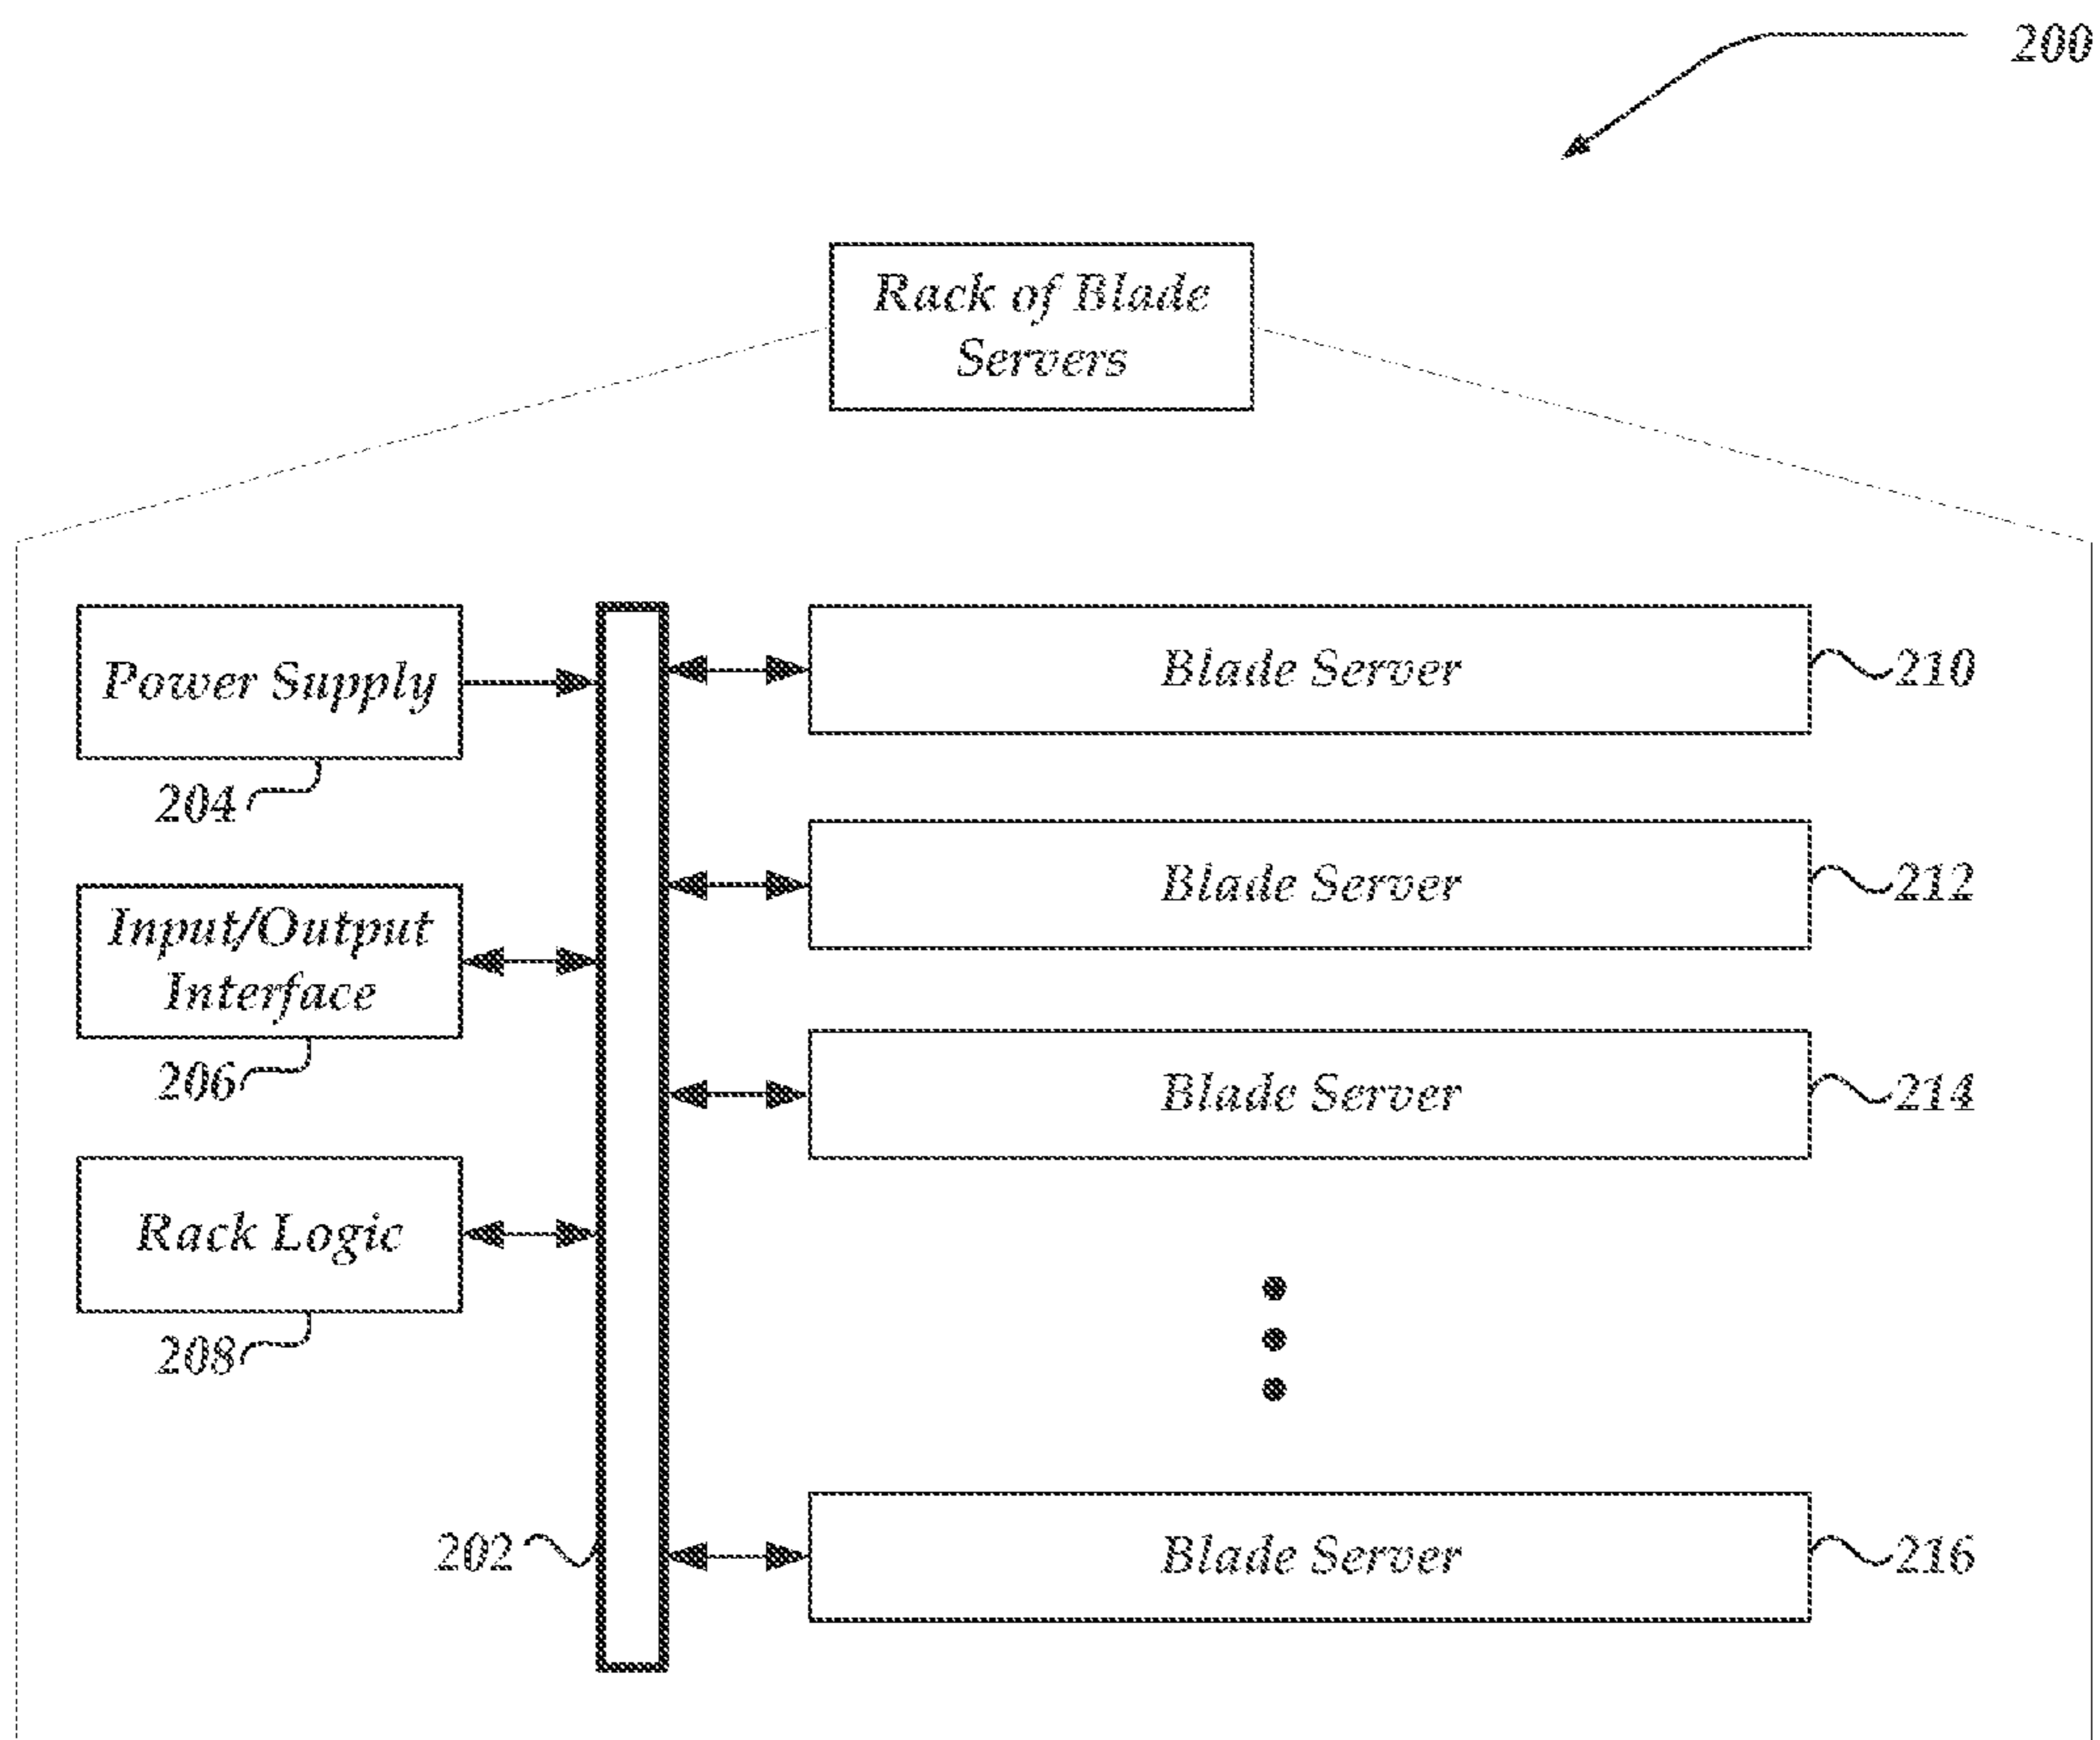 200
Rack of Blade
Servers
Power Supply
204
Input/Output
Interface
206
Rack Logic
208
202
Blade Server
210
Blade Server
212
Blade Server
214
Blade Server
216